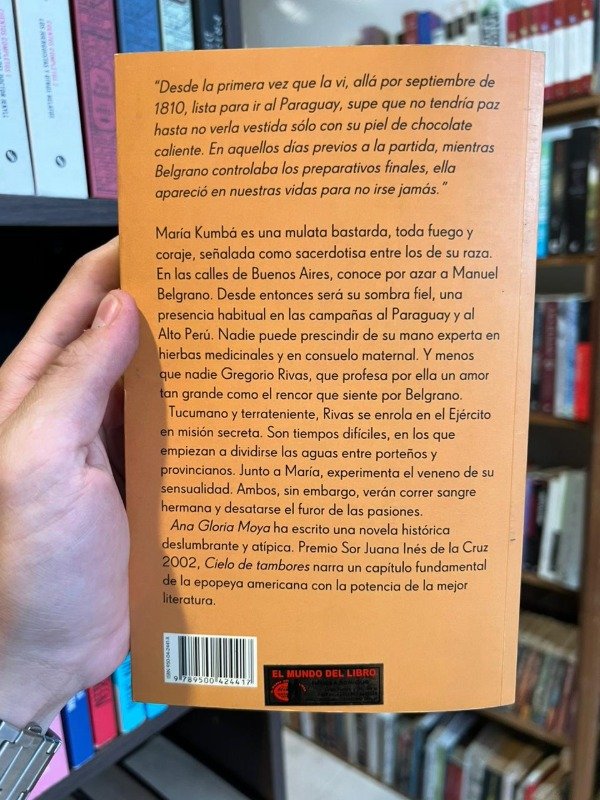 “Desde la primera vez que la vi, allá por septiembre de
1810, lista para ir al Paraguay, supe que no tendría paz
hasta no verla vestida sólo con su piel de chocolate
caliente. En aquellos días previos a la partida, mientras
Belgrano controlaba los preparativos finales, ella
apareció en nuestras vidas para no irse jamás.”
María Kumbá es una mulata bastarda, toda fuego y
coraje, señalada como sacerdotisa entre los de su raza.
En las calles de Buenos Aires, conoce por azar a Manuel
Belgrano. Desde entonces será su sombra fiel, una
presencia habitual en las campañas al Paraguay y al
Alto Perú. Nadie puede prescindir de su mano experta en
hierbas medicinales y en consuelo maternal. Y menos
que nadie Gregorio Rivas, que profesa por ella un amor
tan grande como el rencor que siente por Belgrano.
Tucumano y terrateniente, Rivas se enrola en el Ejército
en misión secreta. Son tiempos difíciles, en los que
empiezan a dividirse las aguas entre porteños y
provincianos. Junto a María, experimenta el veneno de su
sensualidad. Ambos, sin embargo, verán correr sangre
hermana y desatarse el furor de las pasiones.
Ana Gloria Moya ha escrito una novela histórica
deslumbrante y atípica. Premio Sor Juana Inés de la Cruz
2002, Cielo de tambores narra un capítulo fundamental
de la epopeya americana con la potencia de la mejor
literatura.
9 789500 424417
EL MUNDO DEL LIBRO